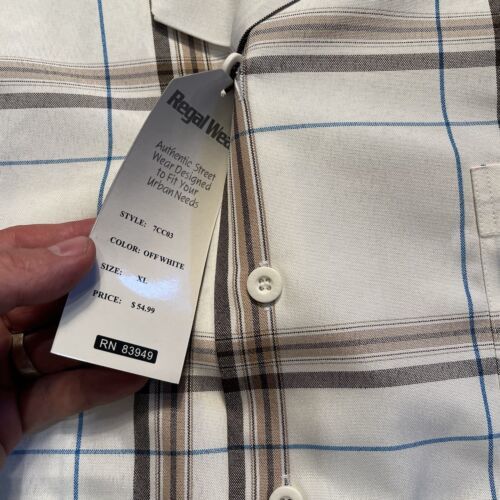 Regal Wear
Authentic Street
Wear Designed
to Fit Your
Urban Needs
STYLE: 7CC03
COLOR: OFF WHITE
SIZE: XL
PRICE: $ 54.99
RN 83949